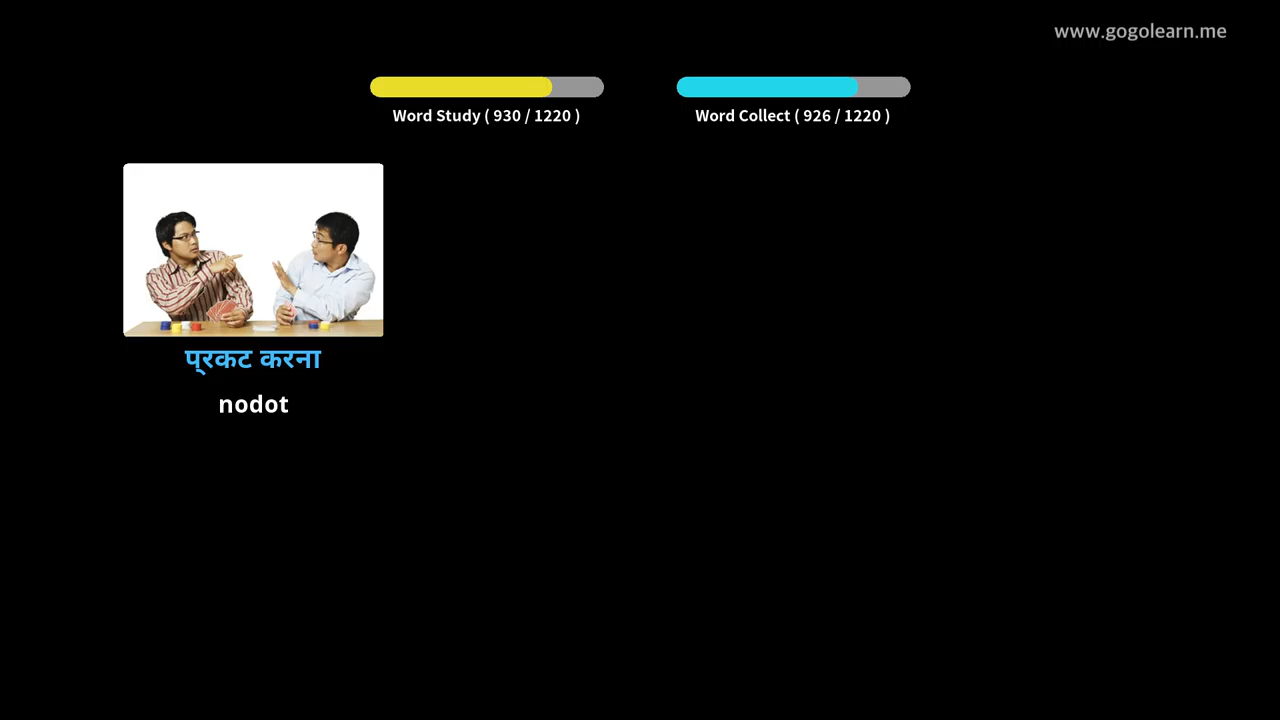 www.gogolearn.me
Word Study ( 930 / 1220 )
Word Collect ( 926 / 1220 )
प्रकट करना
nodot